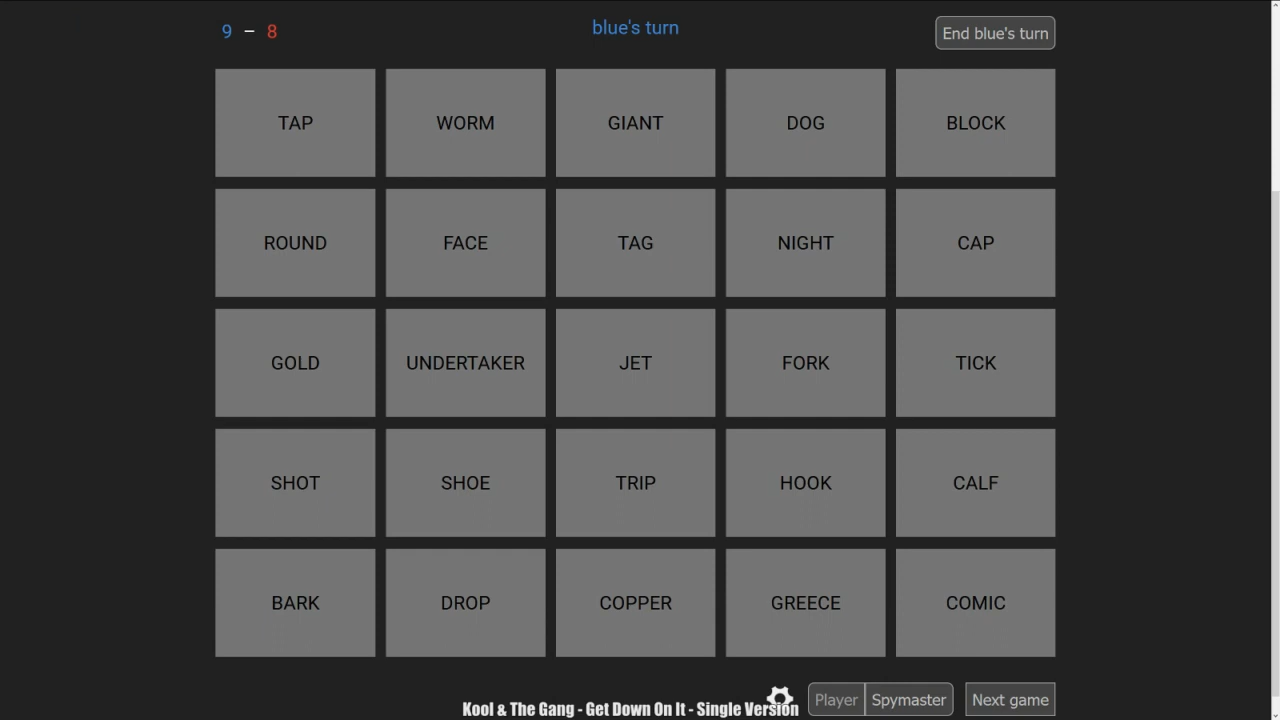 9 – 8
blue's turn
End blue's turn
TAP
WORM
GIANT
DOG
BLOCK
ROUND
FACE
TAG
NIGHT
CAP
GOLD
UNDERTAKER
JET
FORK
TICK
SHOT
SHOE
TRIP
HOOK
CALF
BARK
DROP
COPPER
GREECE
COMIC
Kool & The Gang - Get Down On It - Single Version
Player
Spymaster
Next game